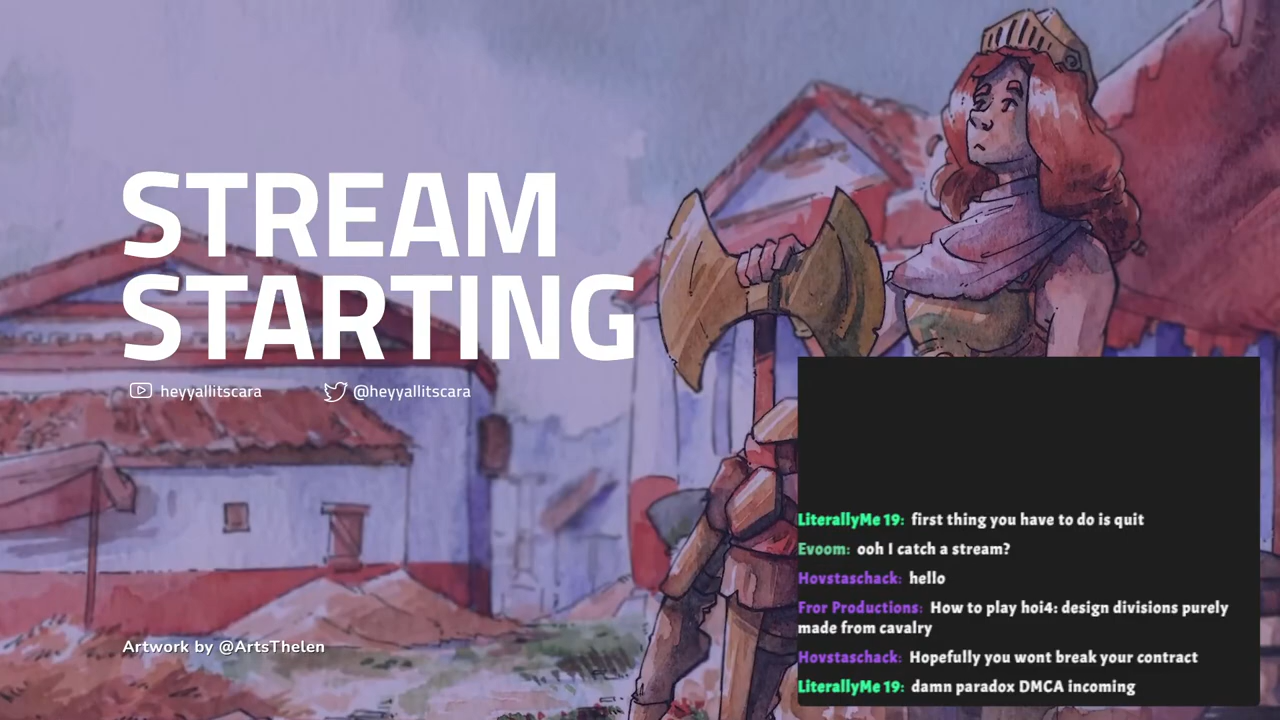 STREAM
STARTING
heyyallitscara
@heyyallitscara
LiterallyMe 19: first thing you have to do is quit
Evoom: ooh I catch a stream?
Hovstaschack: hello
Fror Productions: How to play hoi4: design divisions purely
made from cavalry
Hovstaschack: Hopefully you wont break your contract
LiterallyMe 19: damn paradox DMCA incoming
Artwork by @ArtsThelen